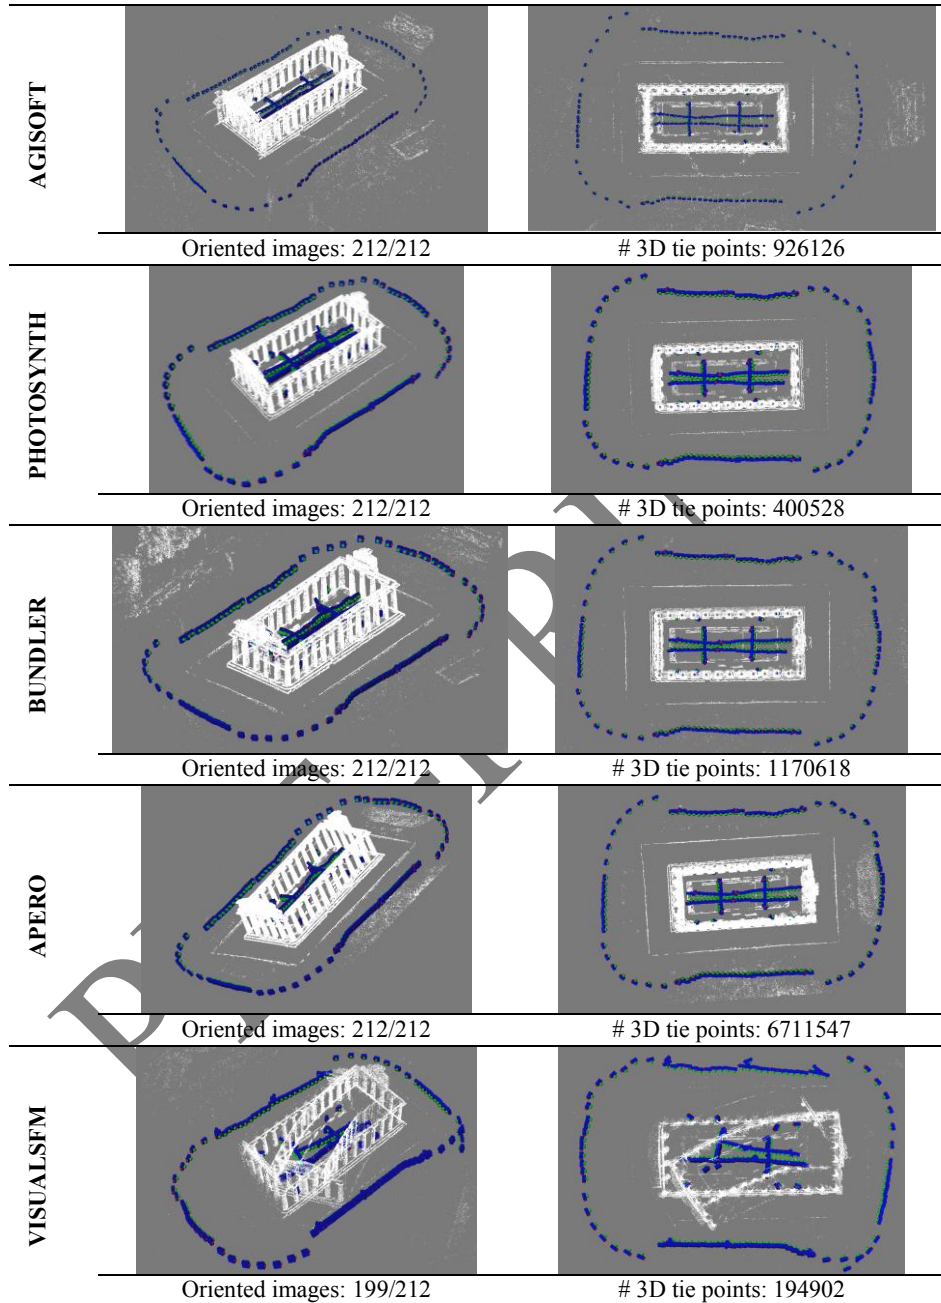 AGISOFT
Oriented images: 212/212 # 3D tie points: 926126
PHOTOSYNTH
Oriented images: 212/212 # 3D tie points: 400528
BUNDLER
Oriented images: 212/212 # 3D tie points: 1170618
APERO
Oriented images: 212/212 # 3D tie points: 6711547
VISUALSFM
Oriented images: 199/212 # 3D tie points: 194902